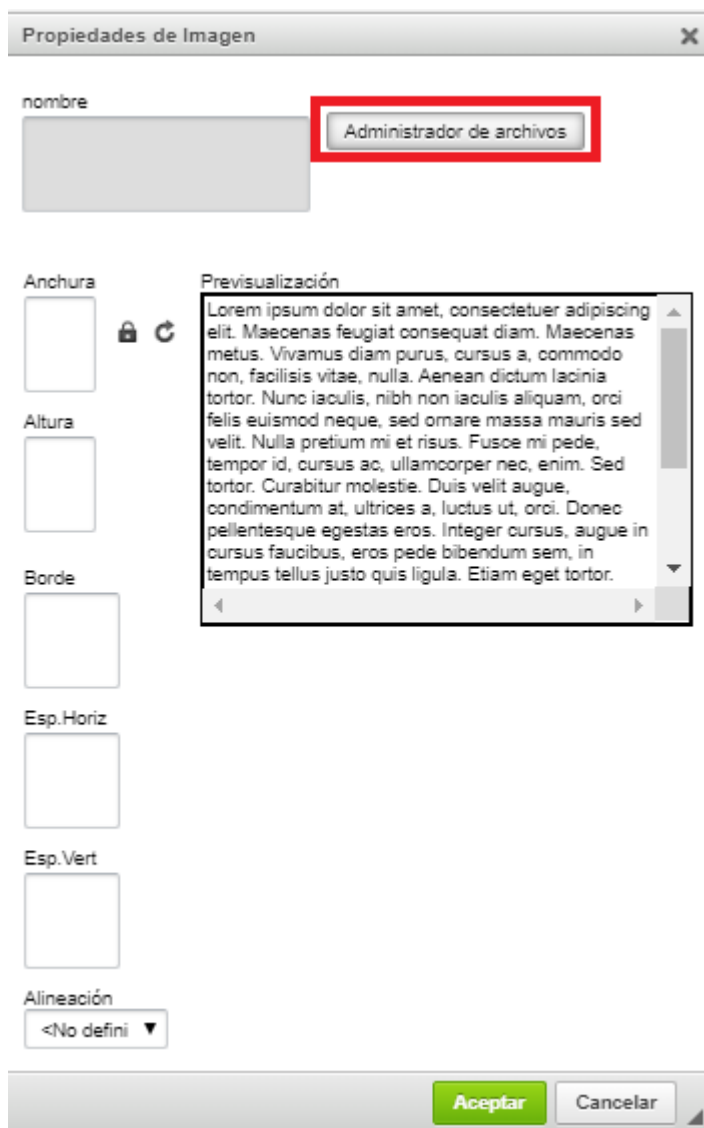 Propiedades de Imagen
nombre
Administrador de archivos
Anchura
Previsualización
Lorem ipsum dolor sit amet, consectetuer adipiscing
elit. Maecenas feugiat consequat diam. Maecenas
metus. Vivamus diam purus, cursus a, commodo
non, facilisis vitae, nulla. Aenean dictum lacinia
tortor. Nunc iaculis, nibh non iaculis aliquam, orci
felis euismod neque, sed ornare massa mauris sed
velit. Nulla pretium mi et risus. Fusce mi pede,
tempor id, cursus ac, ullamcorper nec, enim. Sed
tortor. Curabitur molestie. Duis velit augue,
condimentum at, ultrices a, luctus ut, orci. Donec
pellentesque egestas eros. Integer cursus, augue in
cursus faucibus, eros pede bibendum sem, in
tempus tellus justo quis ligula. Etiam eget tortor.
Altura
Borde
Esp.Horiz
Esp.Vert
Alineación
<No defini
Aceptar
Cancelar